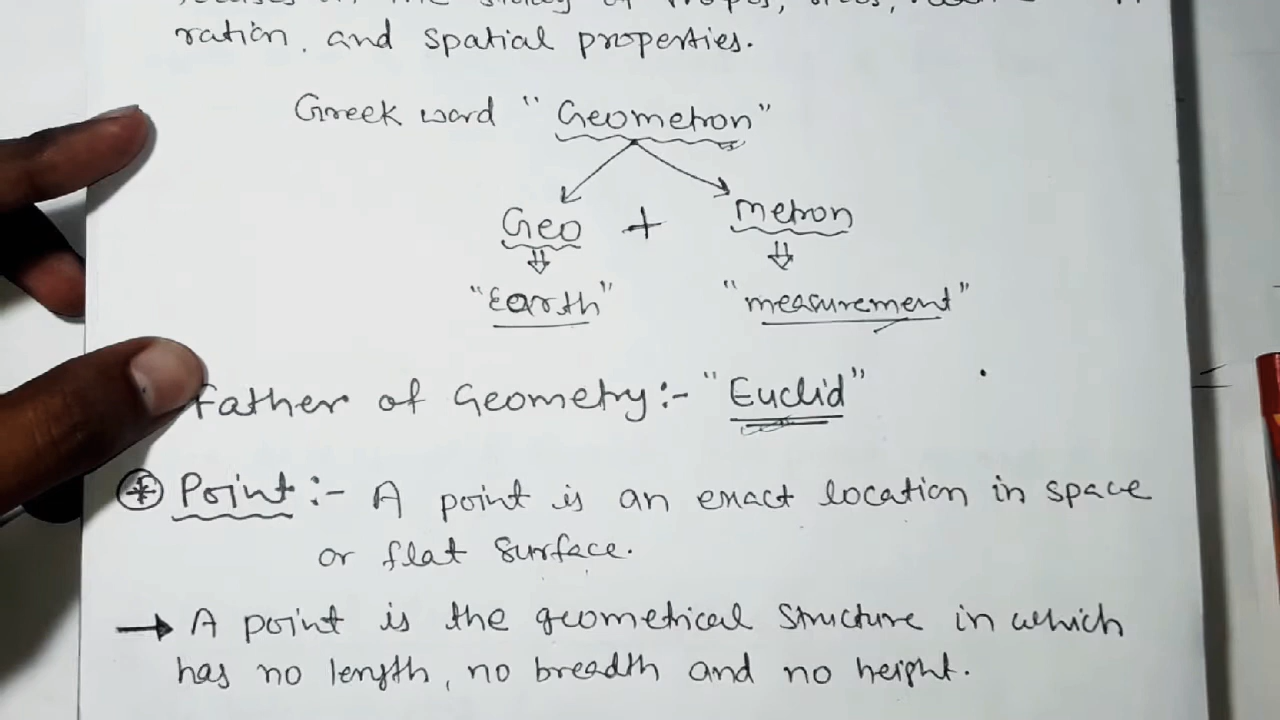 ration, and spatial properties.
Greek word "Geometron"
Geo + metron
"Earth" "measurement"
Father of Geometry:- "Euclid"
* Point:- A point is an exact location in space
or flat surface.
→ A point is the geometrical structure in which
has no length, no breadth and no height.